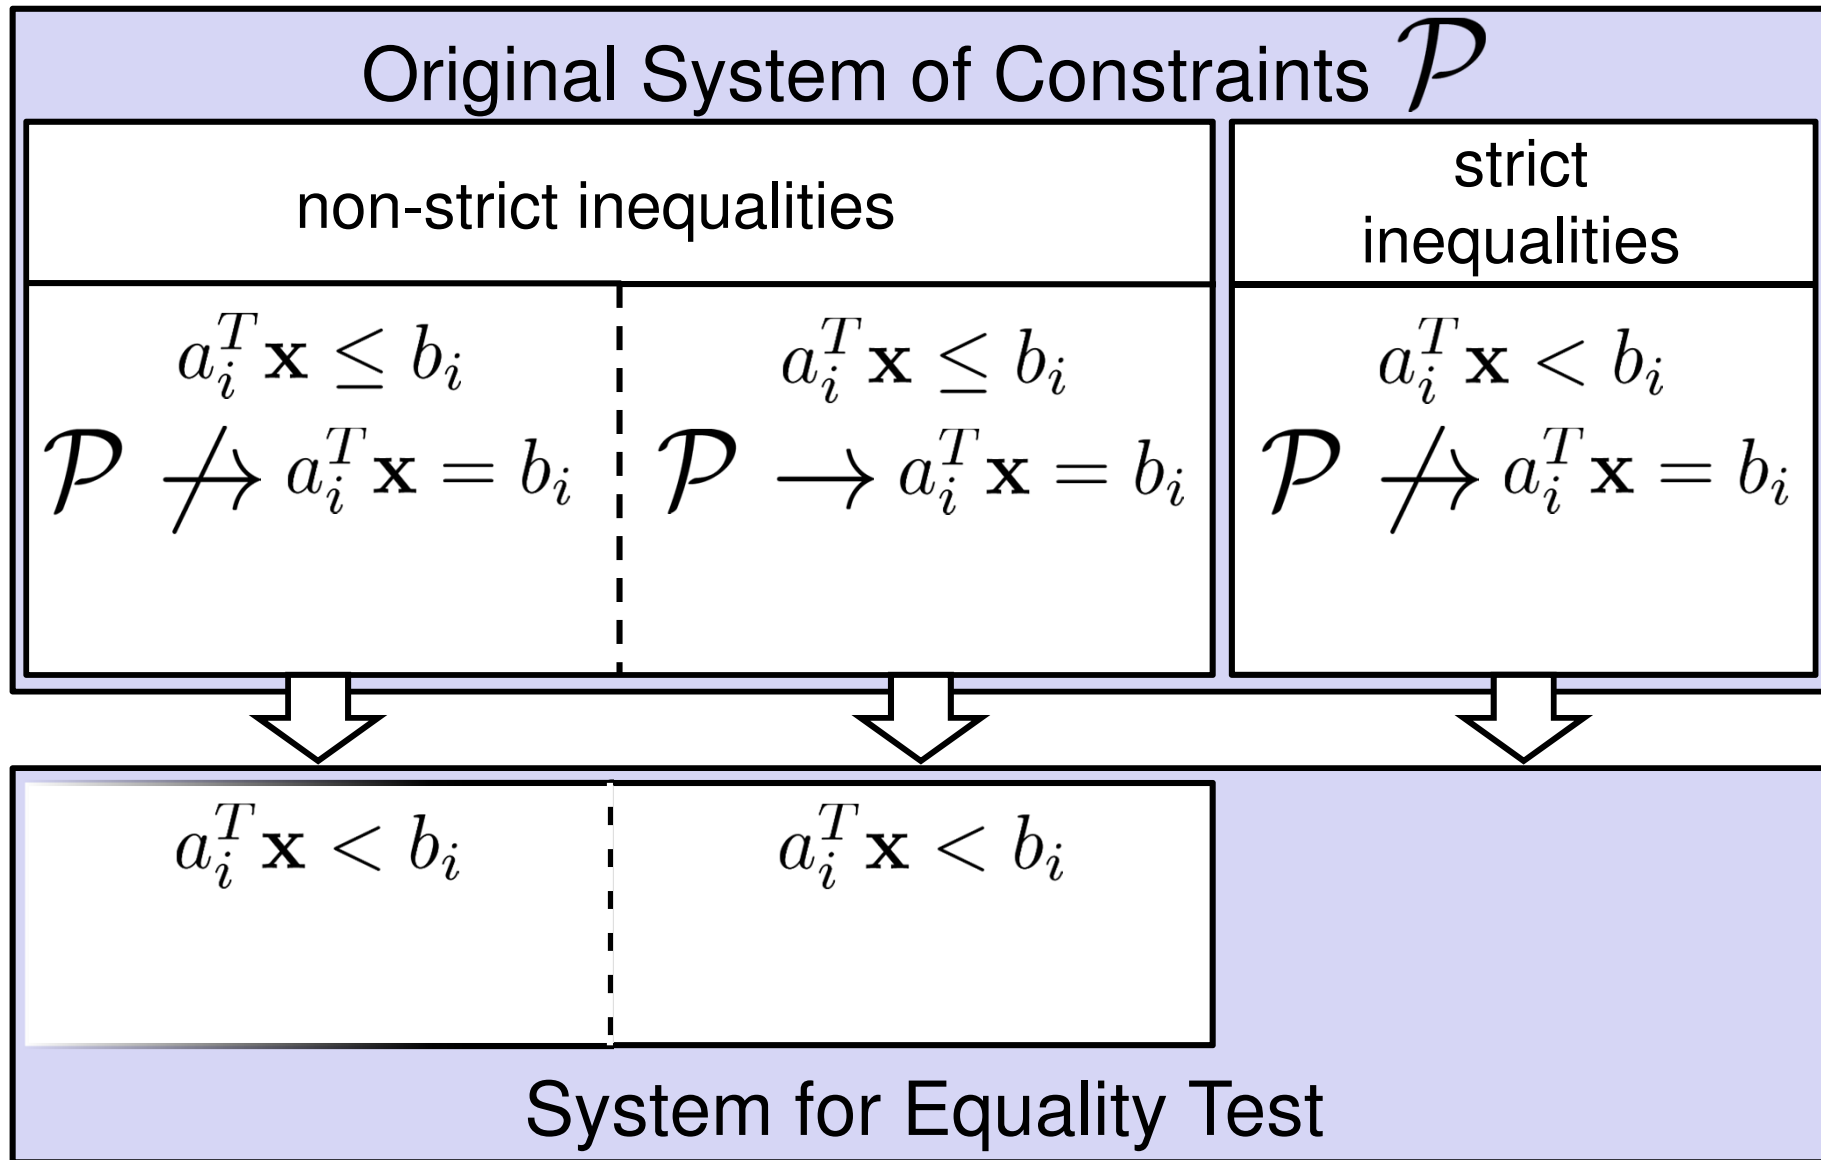 Original System of Constraints 𝒫
non-strict inequalities
strict
inequalities
a_i^T 𝐱 ≤ b_i
𝒫 ↛ a_i^T 𝐱 = b_i
a_i^T 𝐱 ≤ b_i
𝒫 → a_i^T 𝐱 = b_i
a_i^T 𝐱 < b_i
𝒫 ↛ a_i^T 𝐱 = b_i
a_i^T 𝐱 < b_i
a_i^T 𝐱 < b_i
System for Equality Test